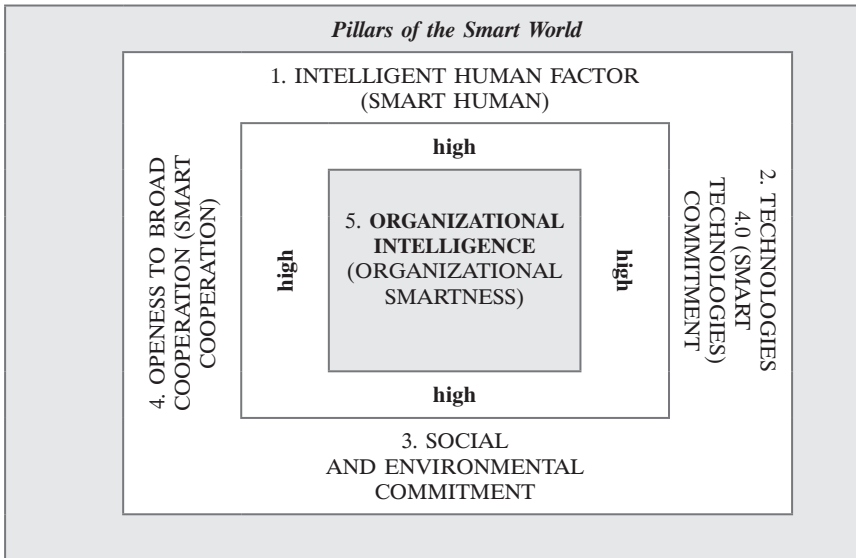 Pillars of the Smart World
1. INTELLIGENT HUMAN FACTOR
(SMART HUMAN)
high
2. TECHNOLOGIES
4.0 (SMART
TECHNOLOGIES)
COMMITMENT
high
5. ORGANIZATIONAL
INTELLIGENCE
(ORGANIZATIONAL
SMARTNESS)
high
4. OPENESS TO BROAD
COOPERATION (SMART
COOPERATION)
high
3. SOCIAL
AND ENVIRONMENTAL
COMMITMENT